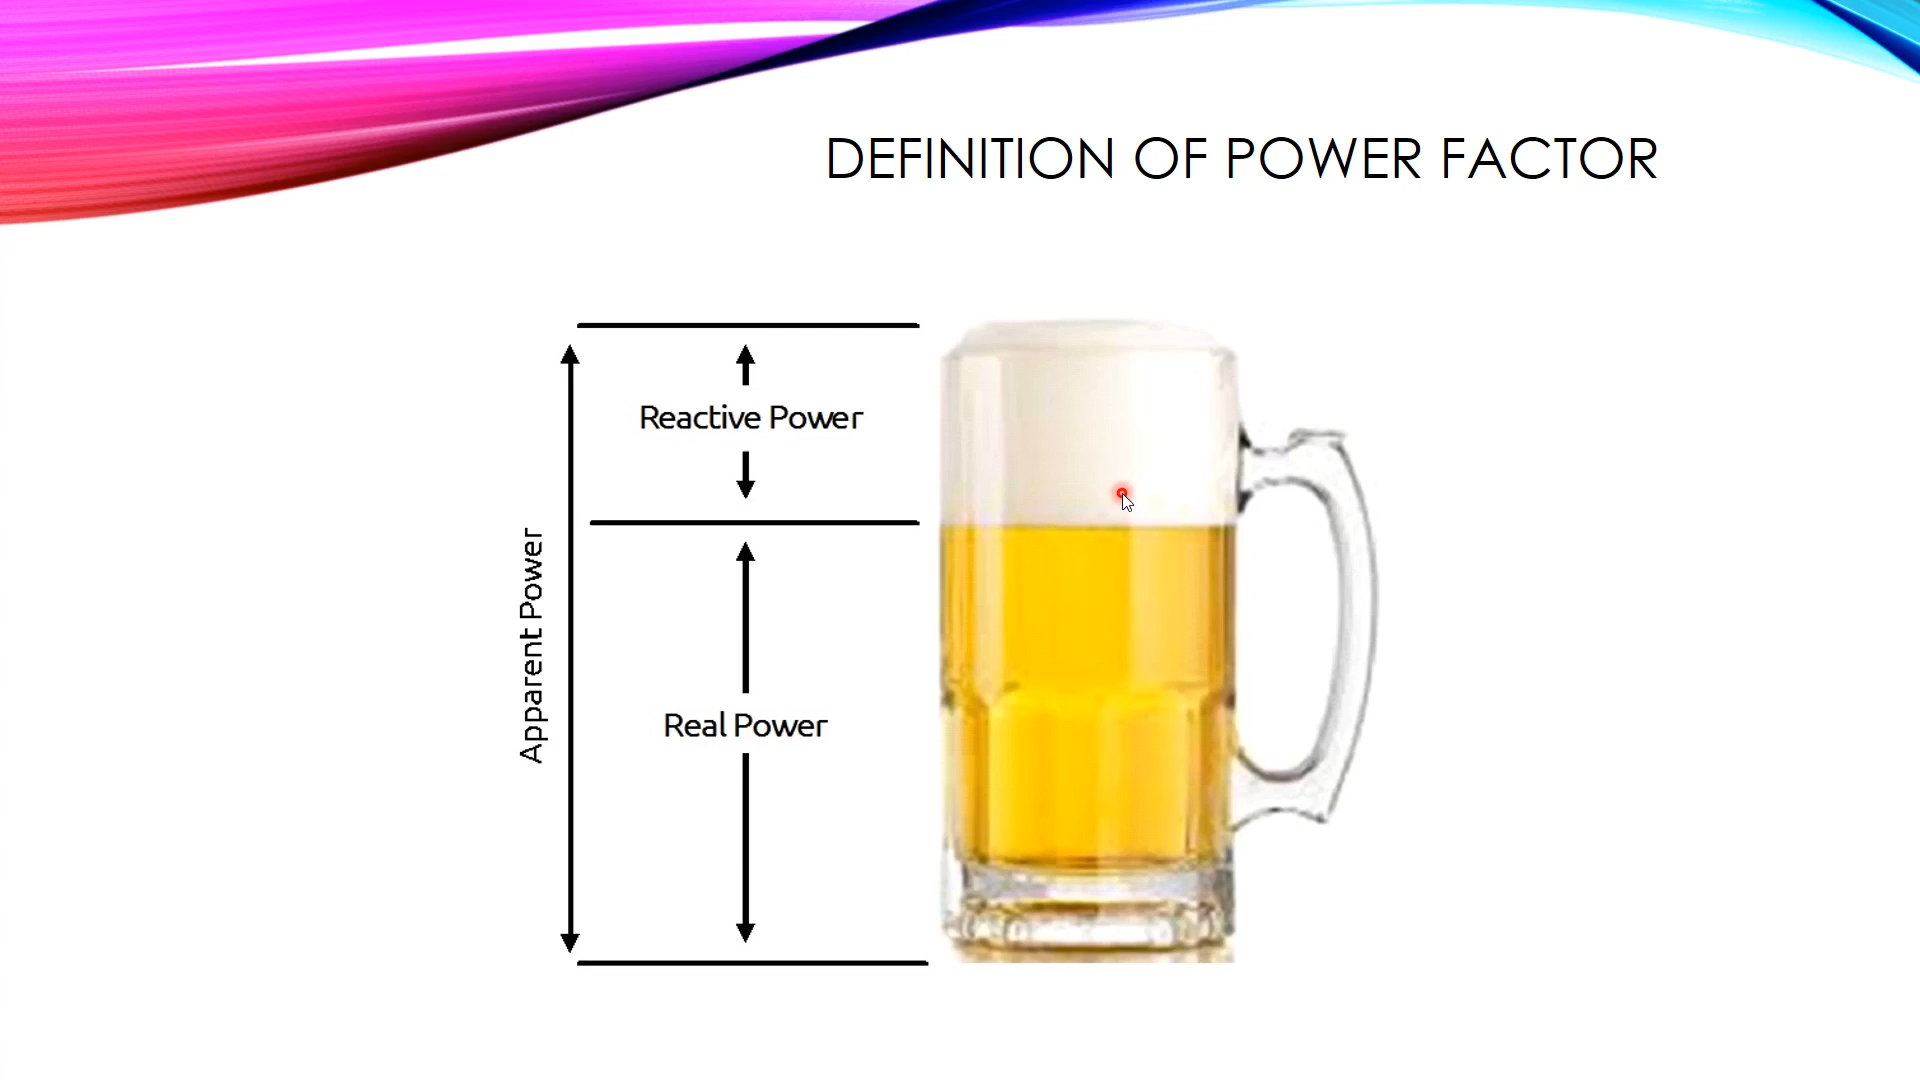 DEFINITION OF POWER FACTOR
Reactive Power
Apparent Power
Real Power